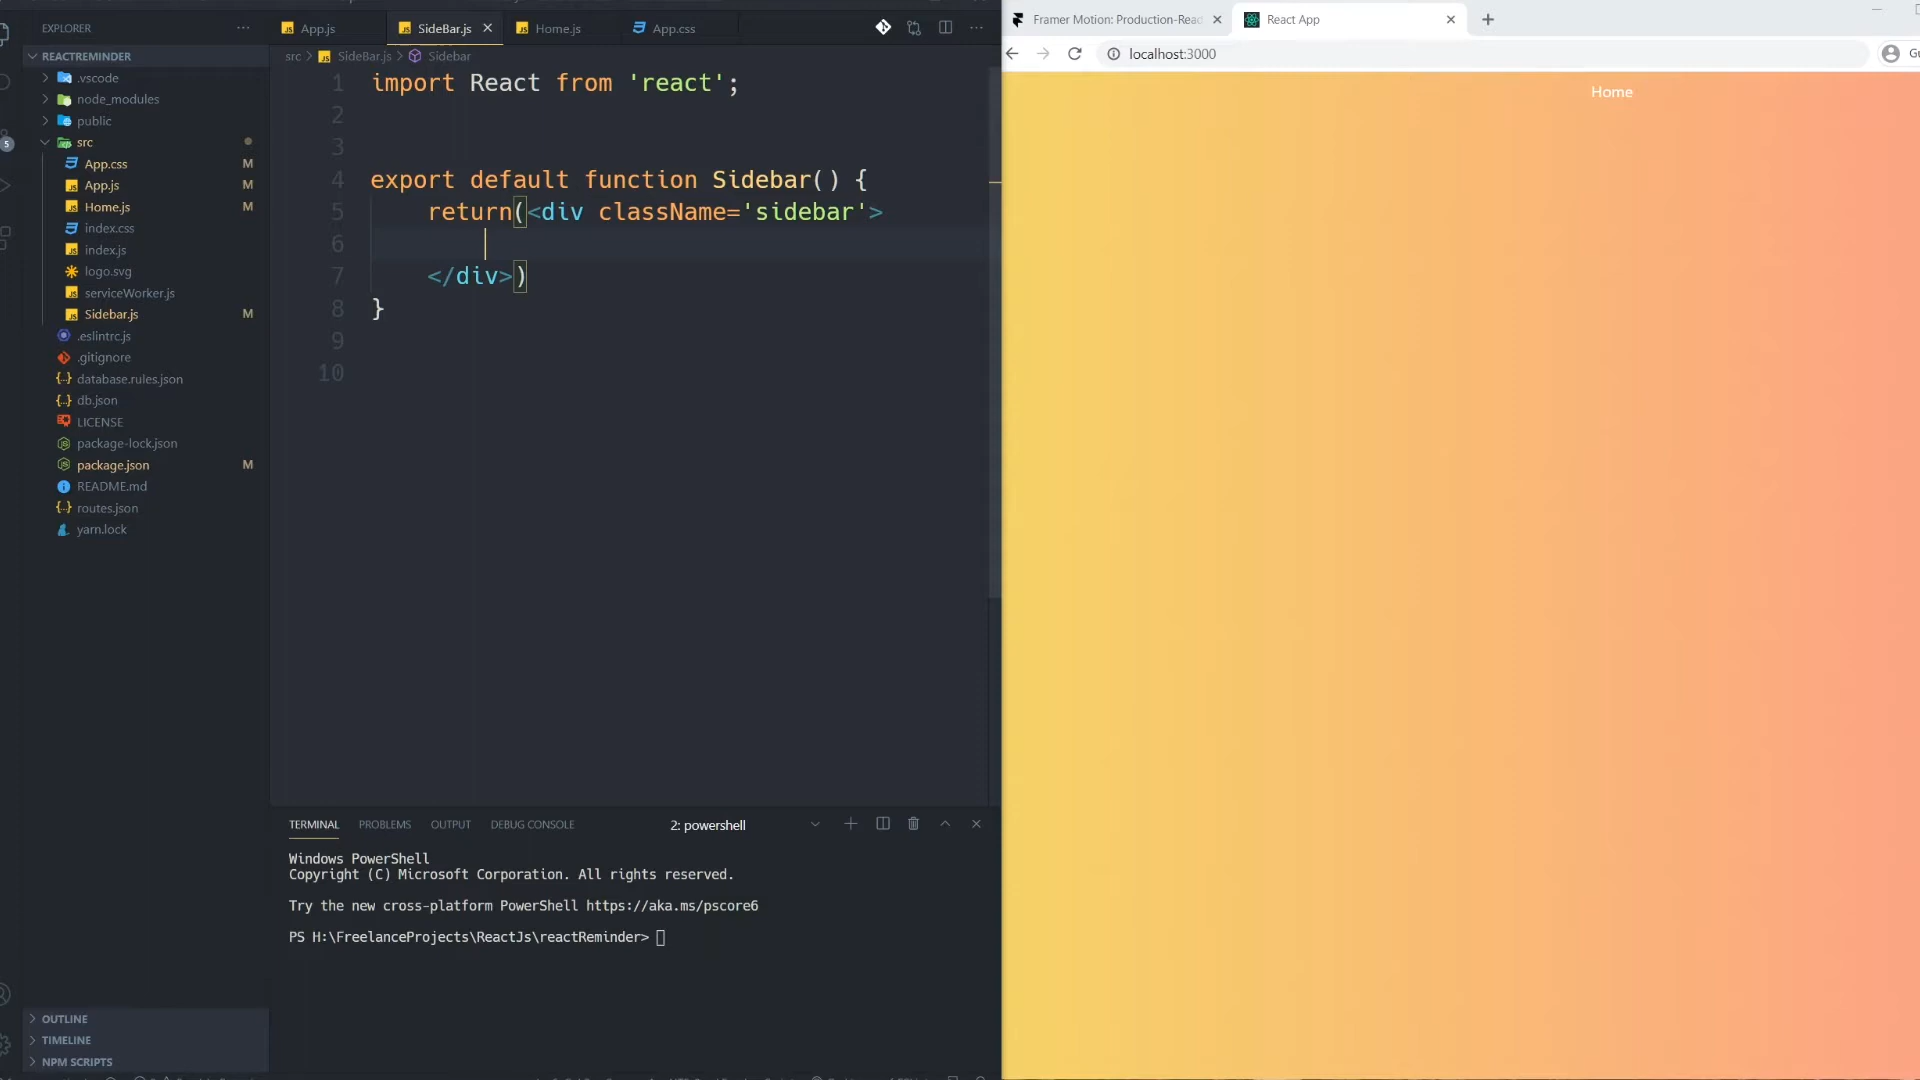 EXPLORER
REACTREMINDER
.vscode
node_modules
public
src
App.css M
App.js M
Home.js M
index.css
index.js
logo.svg
serviceWorker.js
Sidebar.js M
.eslintrc.js
.gitignore
database.rules.json
db.json
LICENSE
package-lock.json
package.json M
README.md
routes.json
yarn.lock
OUTLINE
TIMELINE
NPM SCRIPTS
5
App.js
SideBar.js
Home.js
App.css
src > SideBar.js > Sidebar
1 import React from 'react';
2
3
4 export default function Sidebar() {
5 return(<div className='sidebar'>
6
7 </div>)
8 }
9
10
TERMINAL PROBLEMS OUTPUT DEBUG CONSOLE
2: powershell
Windows PowerShell
Copyright (C) Microsoft Corporation. All rights reserved.
Try the new cross-platform PowerShell https://aka.ms/pscore6
PS H:\FreelanceProjects\ReactJs\reactReminder>
Framer Motion: Production-Read
React App
localhost:3000
Gu
Home